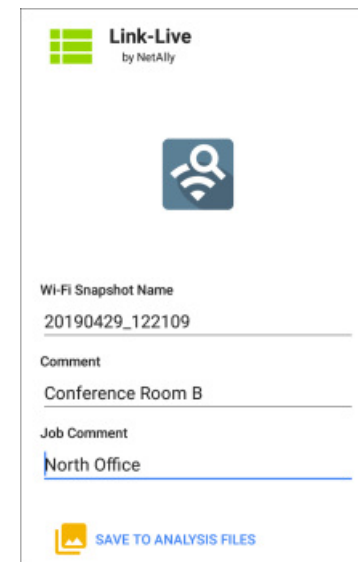 Link-Live
by NetAlly
Wi-Fi Snapshot Name
20190429_122109
Comment
Conference Room B
Job Comment
North Office
SAVE TO ANALYSIS FILES